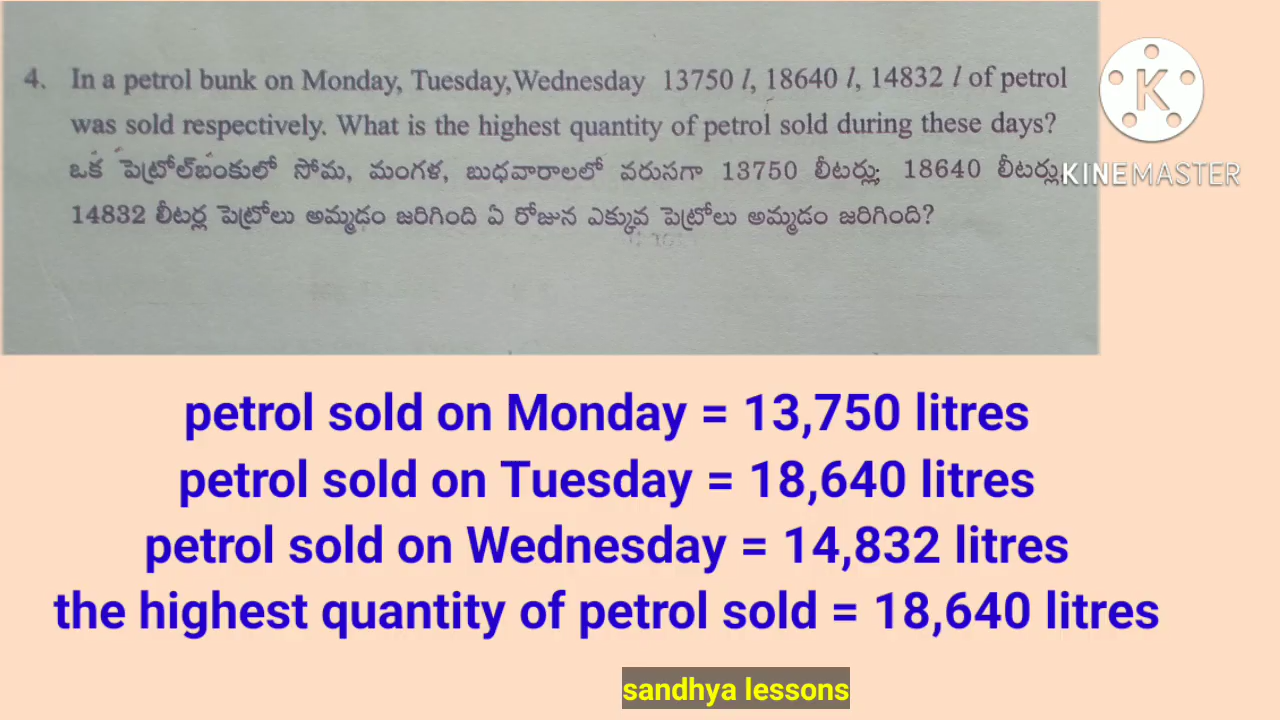 4. In a petrol bunk on Monday, Tuesday,Wednesday 13750 l, 18640 l, 14832 l of petrol
was sold respectively. What is the highest quantity of petrol sold during these days?
ఒక పెట్రోల్‌బంకులో సోమ, మంగళ, బుధవారాలలో వరుసగా 13750 లీటర్లు; 18640 లీటర్లు,
14832 లీటర్ల పెట్రోలు అమ్మడం జరిగింది ఏ రోజున ఎక్కువ పెట్రోలు అమ్మడం జరిగింది?
K
KINEMASTER
petrol sold on Monday = 13,750 litres
petrol sold on Tuesday = 18,640 litres
petrol sold on Wednesday = 14,832 litres
the highest quantity of petrol sold = 18,640 litres
sandhya lessons